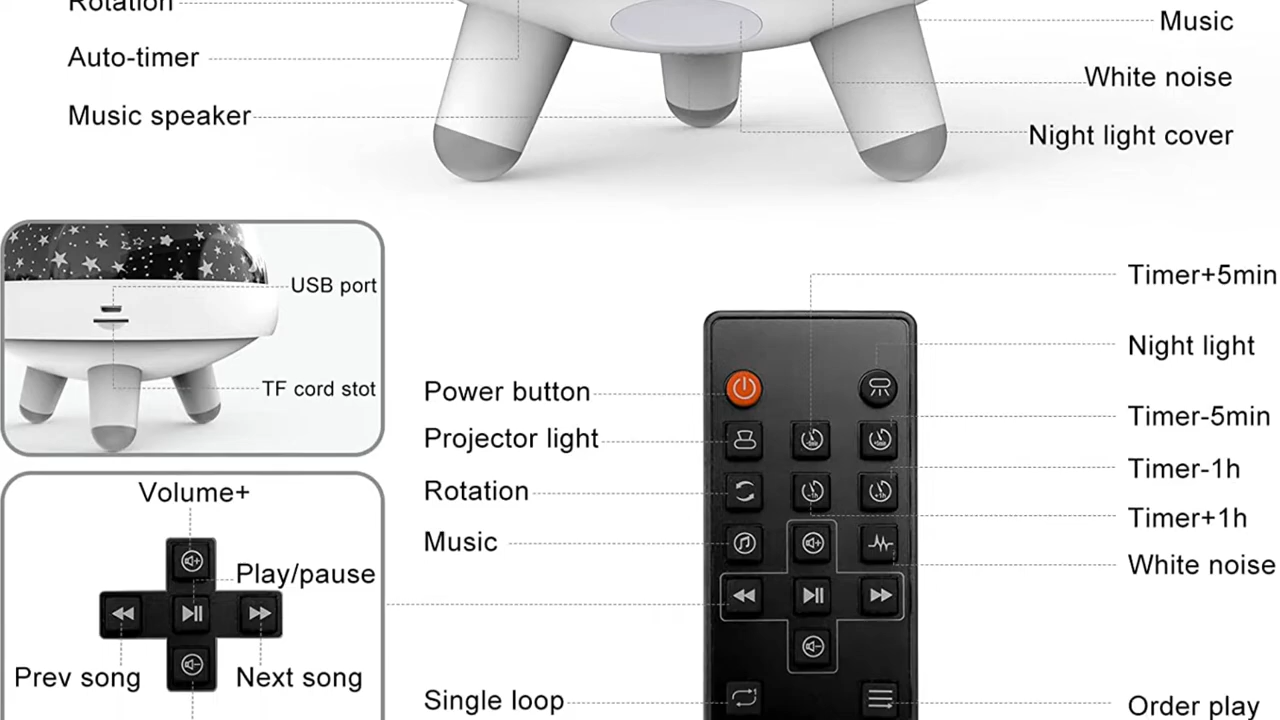 Rotation
Auto-timer
Music speaker
Music
White noise
Night light cover
USB port
TF cord stot
Volume+
Play/pause
Prev song
Next song
Power button
Projector light
Rotation
Music
Single loop
Timer+5min
Night light
Timer-5min
Timer-1h
Timer+1h
White noise
Order play